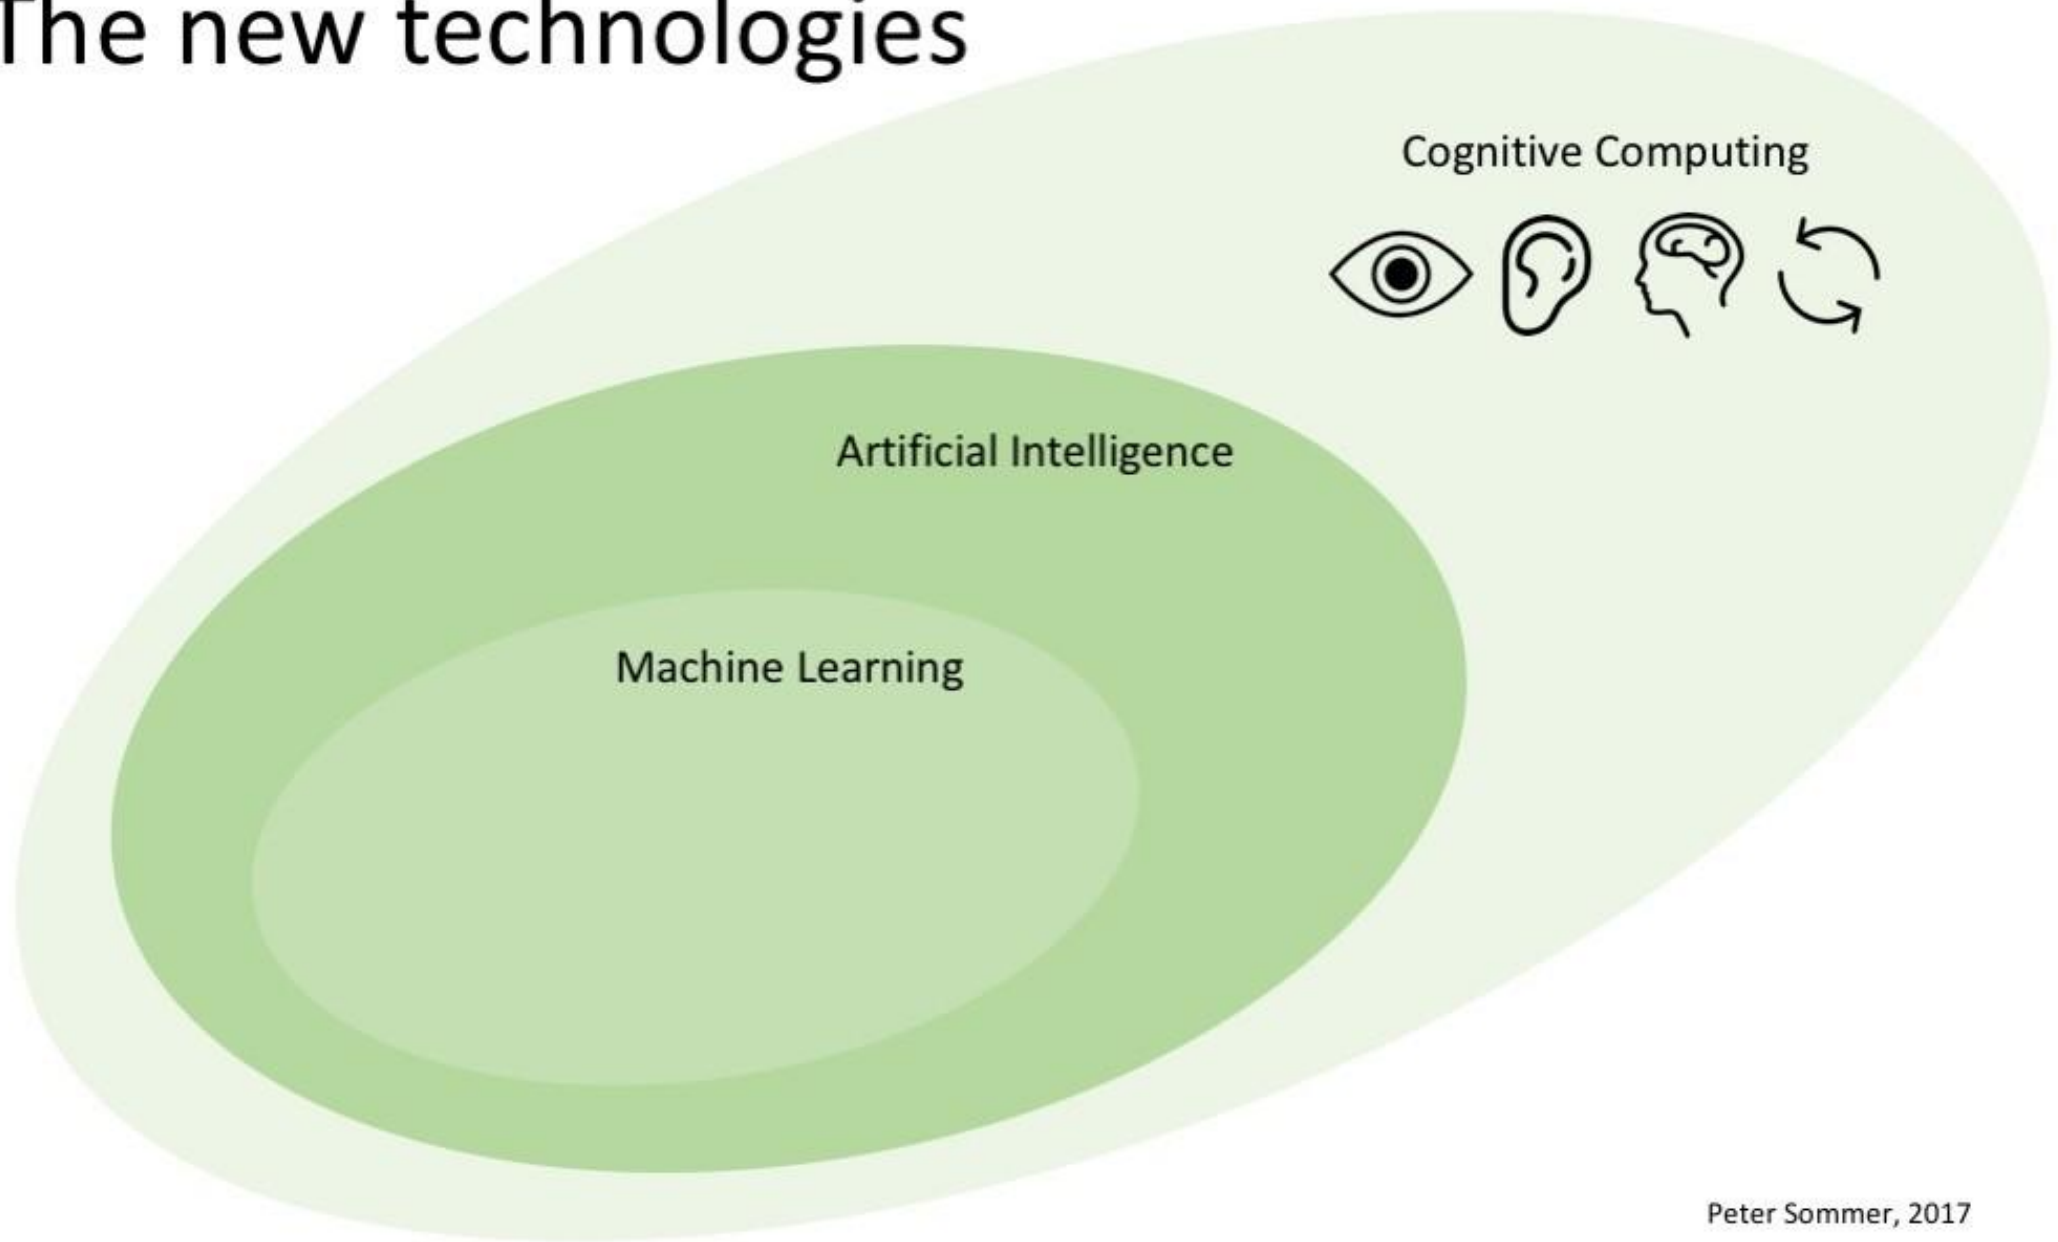 The new technologies
Cognitive Computing
Artificial Intelligence
Machine Learning
Peter Sommer, 2017